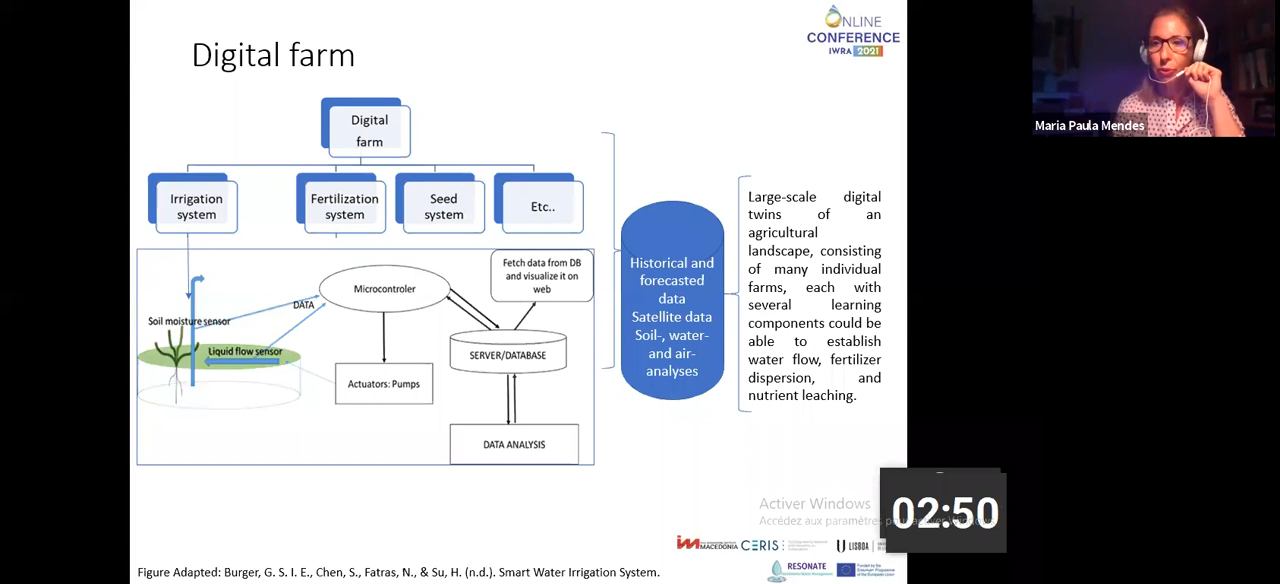 Digital farm
ONLINE
CONFERENCE
IWRA 2021
Maria Paula Mendes
Digital
farm
Irrigation
system
Fertilization
system
Seed
system
Etc..
Soil moisture sensor
DATA
Liquid flow sensor
Microcontroler
Actuators: Pumps
Fetch data from DB
and visualize it on
web
SERVER/DATABASE
DATA ANALYSIS
Historical and
forecasted
data
Satellite data
Soil-, water-
and air-
analyses
Large-scale digital
twins of an
agricultural
landscape, consisting
of many individual
farms, each with
several learning
components could be
able to establish
water flow, fertilizer
dispersion, and
nutrient leaching.
Activer Windows
Accédez aux paramètres
02:50
MACEDONIA
CERIS
LISBOA
RESONATE
Figure Adapted: Burger, G. S. I. E., Chen, S., Fatras, N., & Su, H. (n.d.). Smart Water Irrigation System.